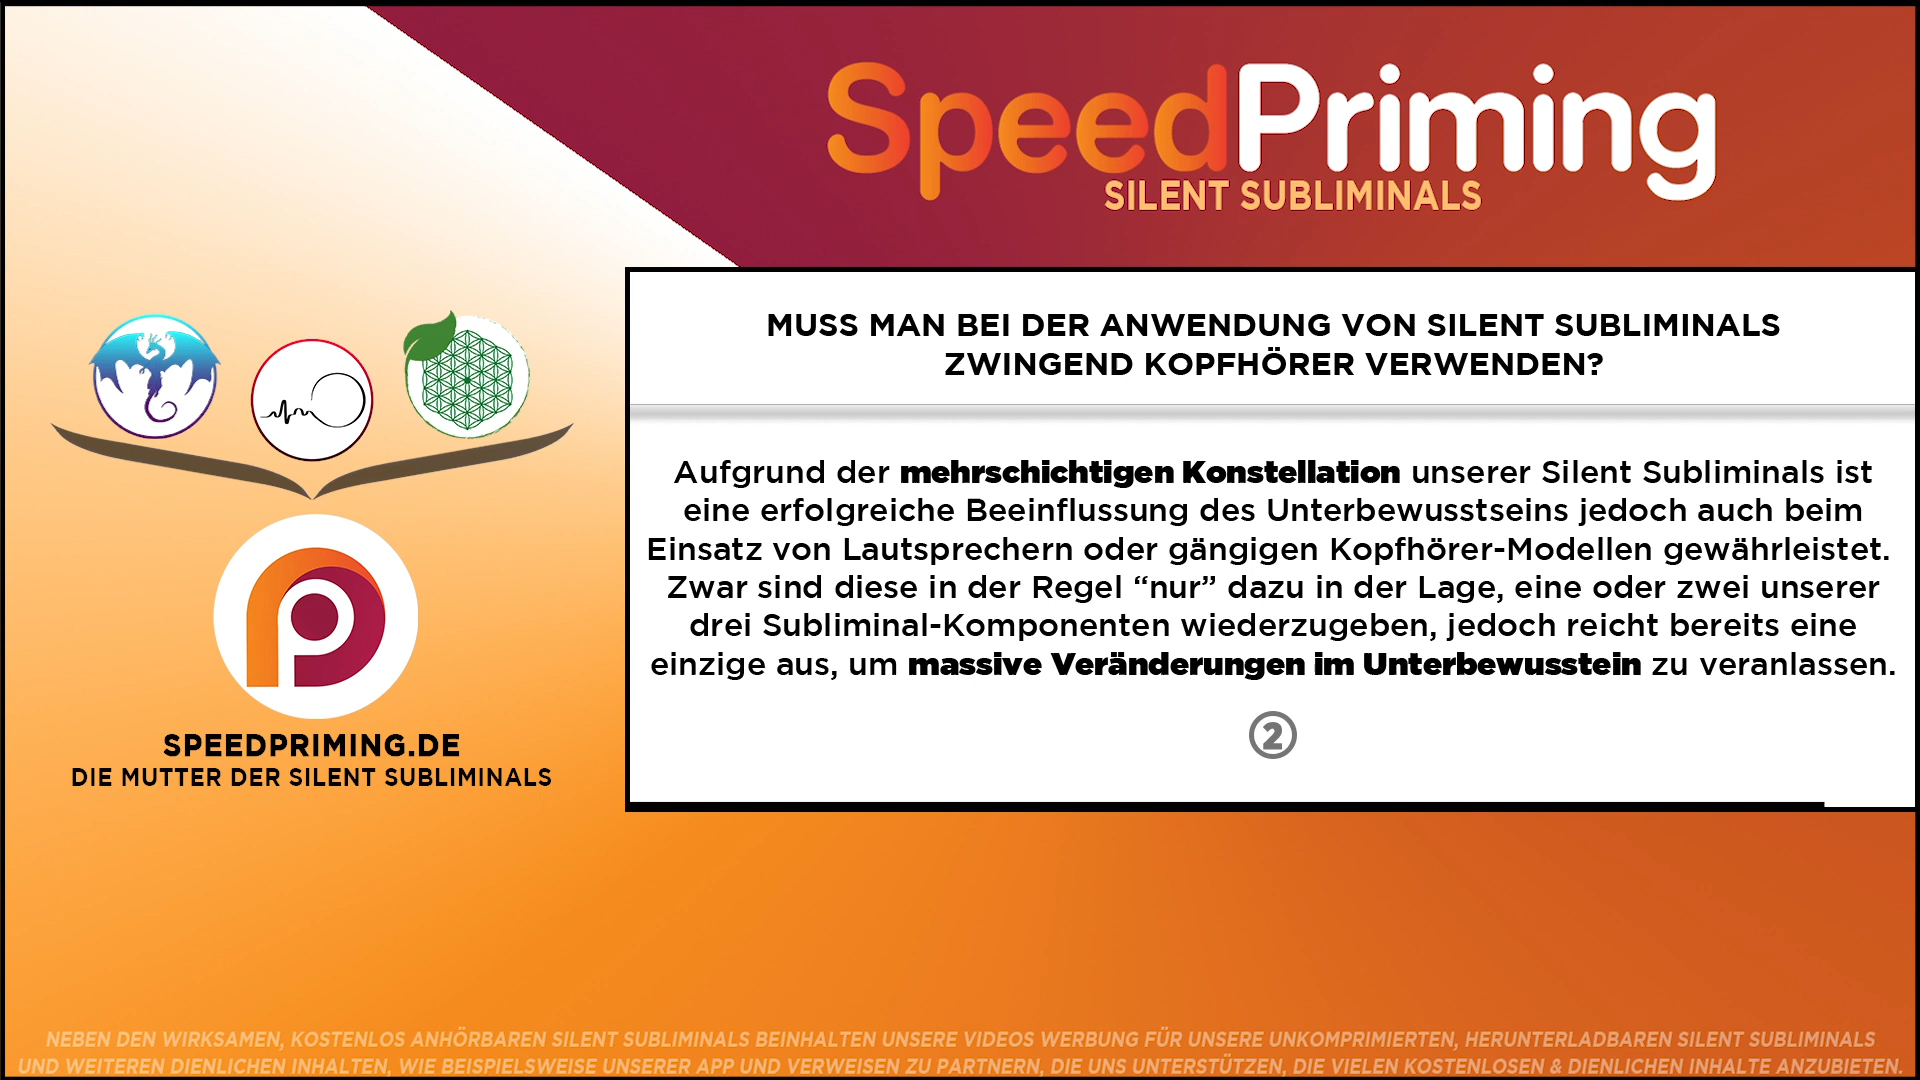 SpeedPriming
SILENT SUBLIMINALS
MUSS MAN BEI DER ANWENDUNG VON SILENT SUBLIMINALS
ZWINGEND KOPFHÖRER VERWENDEN?
Aufgrund der mehrschichtigen Konstellation unserer Silent Subliminals ist
eine erfolgreiche Beeinflussung des Unterbewusstseins jedoch auch beim
Einsatz von Lautsprechern oder gängigen Kopfhörer-Modellen gewährleistet.
Zwar sind diese in der Regel “nur” dazu in der Lage, eine oder zwei unserer
drei Subliminal-Komponenten wiederzugeben, jedoch reicht bereits eine
einzige aus, um massive Veränderungen im Unterbewusstein zu veranlassen.
2
SPEEDPRIMING.DE
DIE MUTTER DER SILENT SUBLIMINALS
NEBEN DEN WIRKSAMEN, KOSTENLOS ANHÖRBAREN SILENT SUBLIMINALS BEINHALTEN UNSERE VIDEOS WERBUNG FÜR UNSERE UNKOMPRIMIERTEN, HERUNTERLADBAREN SILENT SUBLIMINALS
UND WEITEREN DIENLICHEN INHALTEN, WIE BEISPIELSWEISE UNSERER APP UND VERWEISEN ZU PARTNERN, DIE UNS UNTERSTÜTZEN, DIE VIELEN KOSTENLOSEN & DIENLICHEN INHALTE ANZUBIETEN.